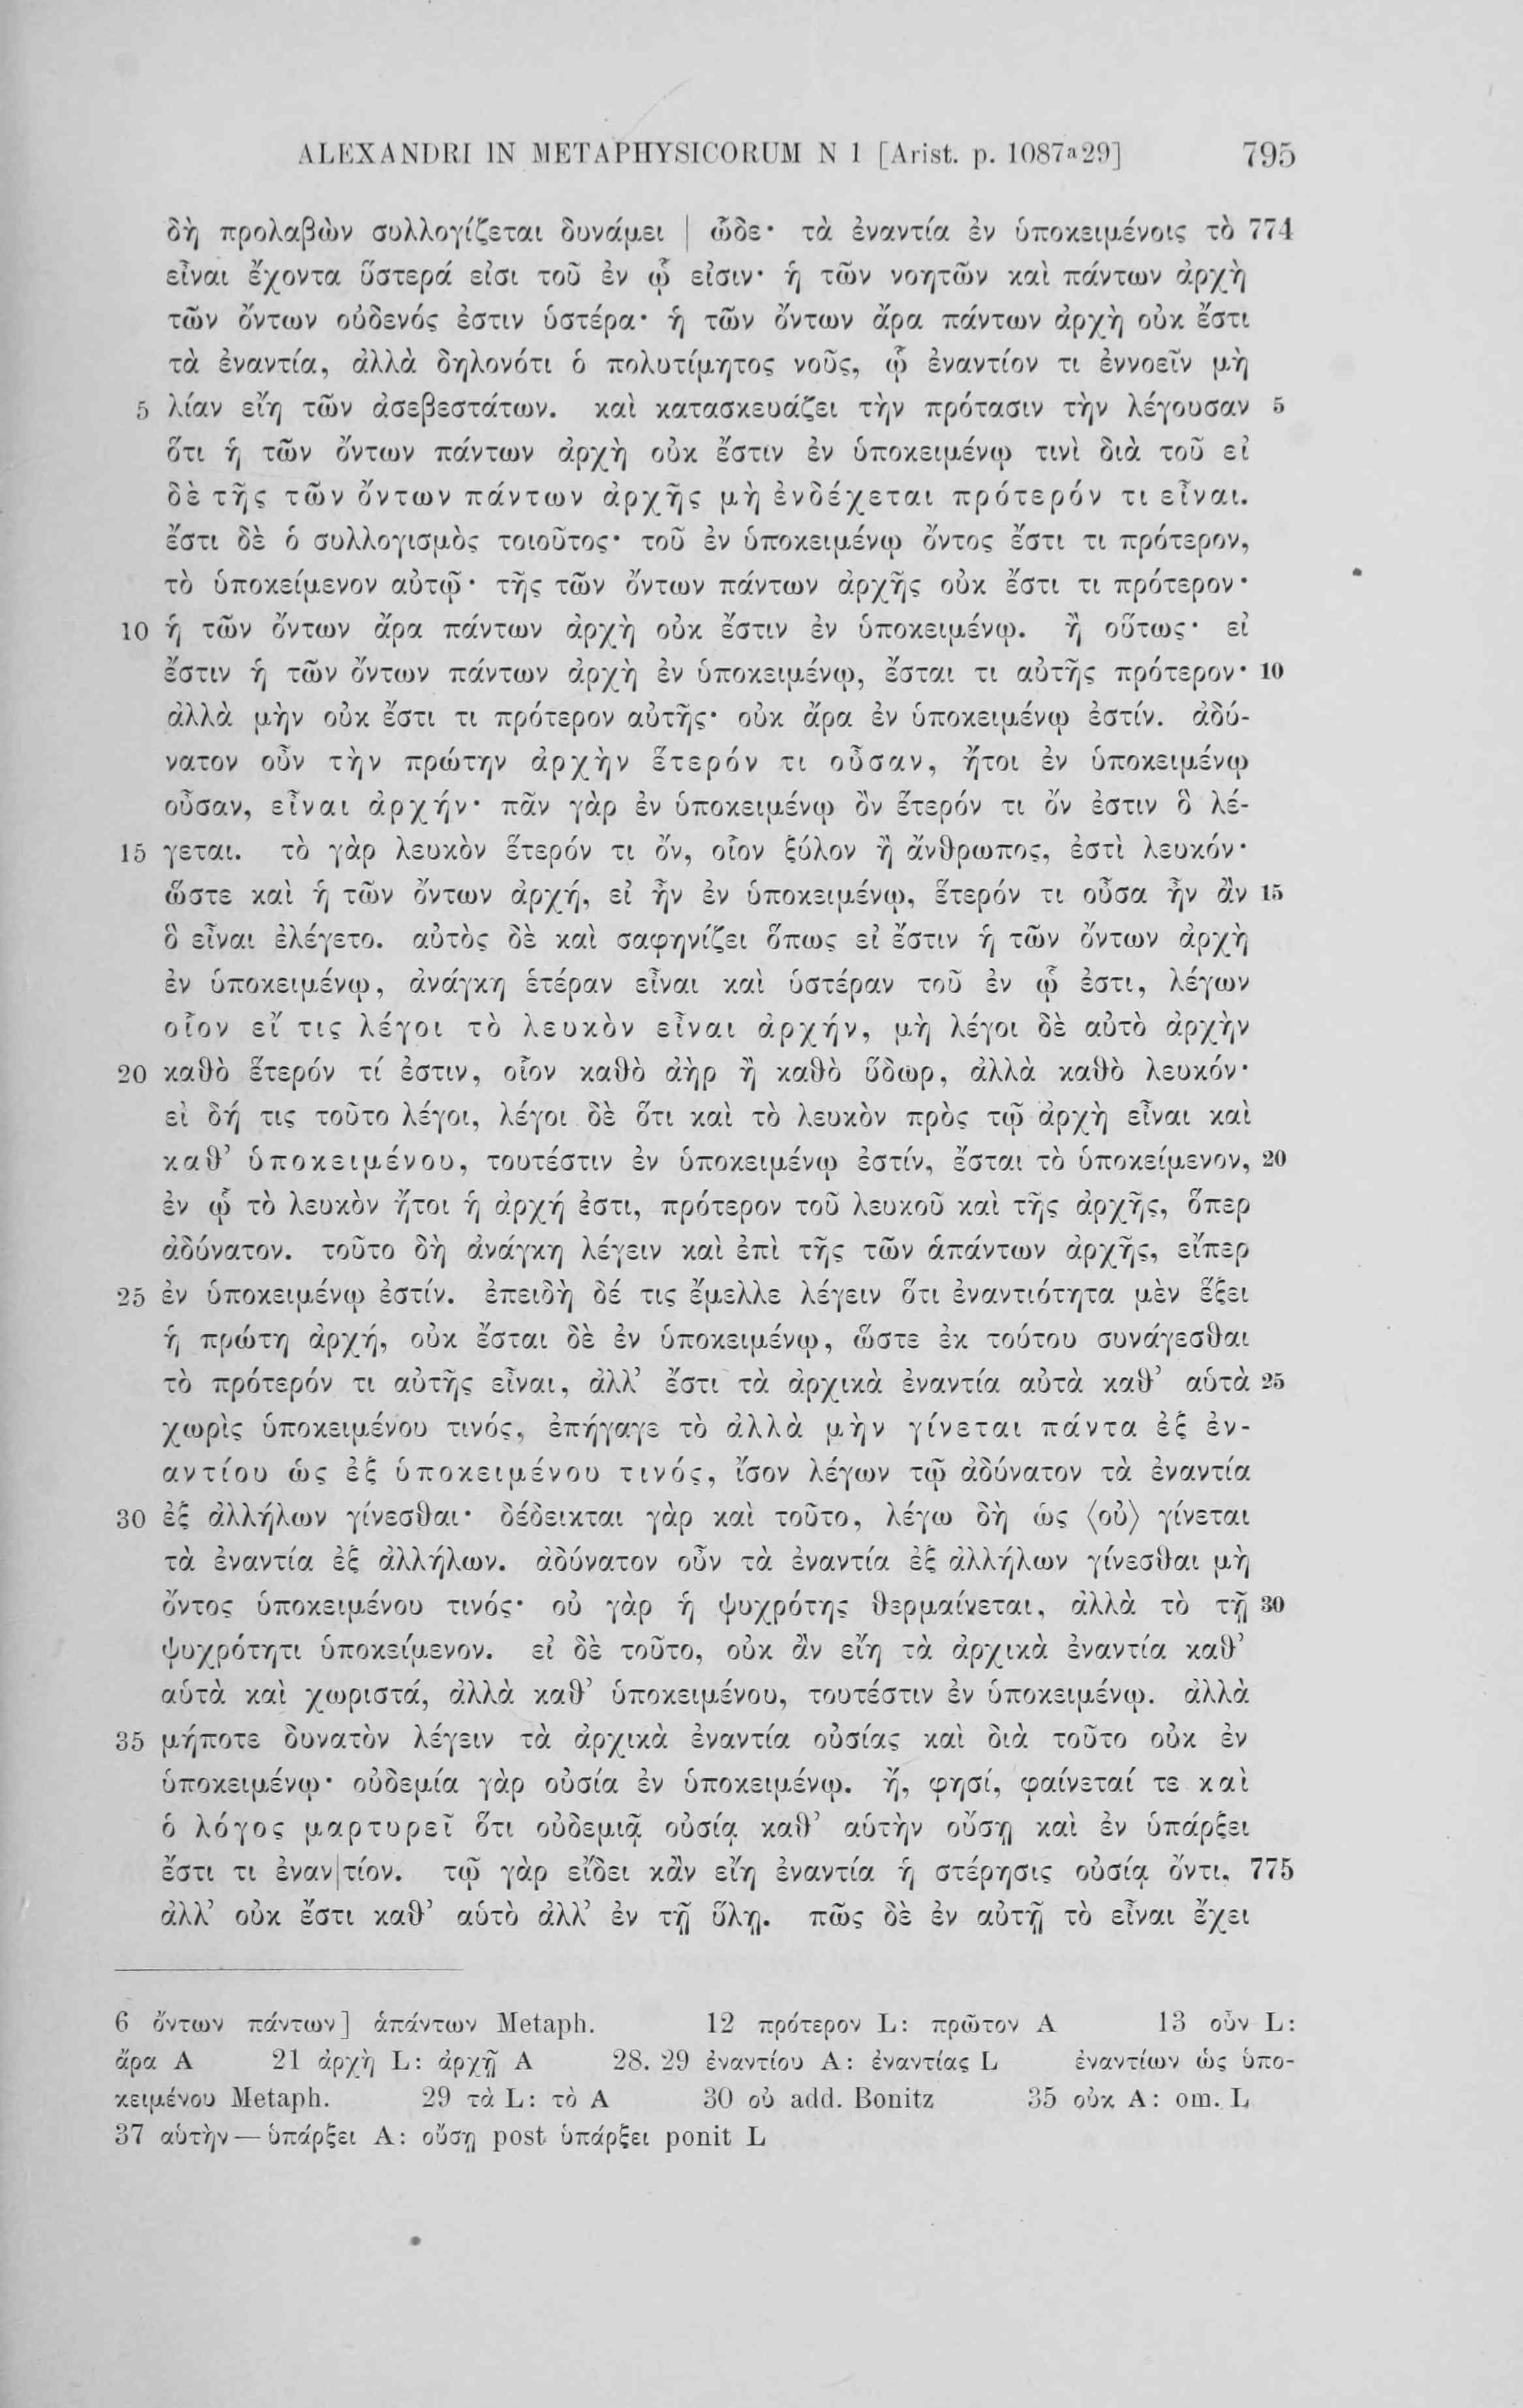 ALEXANDRI IN METAPHYSICORUM N 1 [Arist. p. 1087ª29] 795
δὴ προλαβὼν συλλογίζεται δυνάμει | ὧδε· τὰ ἐναντία ἐν ὑποκειμένοις τὸ 774
εἶναι ἔχοντα ὕστερά εἰσι τοῦ ἐν ᾧ εἰσιν· ἡ τῶν νοητῶν καὶ πάντων ἀρχὴ
τῶν ὄντων οὐδενός ἐστιν ὑστέρα· ἡ τῶν ὄντων ἄρα πάντων ἀρχὴ οὐκ ἔστι
τὰ ἐναντία, ἀλλὰ δηλονότι ὁ πολυτίμητος νοῦς, ᾧ ἐναντίον τι ἐννοεῖν μὴ
5 λίαν εἴη τῶν ἀσεβεστάτων. καὶ κατασκευάζει τὴν πρότασιν τὴν λέγουσαν 5
ὅτι ἡ τῶν ὄντων πάντων ἀρχὴ οὐκ ἔστιν ἐν ὑποκειμένῳ τινὶ διὰ τοῦ εἰ
δὲ τῆς τῶν ὄντων πάντων ἀρχῆς μὴ ἐνδέχεται πρότερόν τι εἶναι.
ἔστι δὲ ὁ συλλογισμὸς τοιοῦτος· τοῦ ἐν ὑποκειμένῳ ὄντος ἔστι τι πρότερον,
τὸ ὑποκείμενον αὐτῷ· τῆς τῶν ὄντων πάντων ἀρχῆς οὐκ ἔστι τι πρότερον·
10 ἡ τῶν ὄντων ἄρα πάντων ἀρχὴ οὐκ ἔστιν ἐν ὑποκειμένῳ. ἢ οὕτως· εἰ
ἔστιν ἡ τῶν ὄντων πάντων ἀρχὴ ἐν ὑποκειμένῳ, ἔσται τι αὐτῆς πρότερον· 10
ἀλλὰ μὴν οὐκ ἔστι τι πρότερον αὐτῆς· οὐκ ἄρα ἐν ὑποκειμένῳ ἐστίν. ἀδύ-
νατον οὖν τὴν πρώτην ἀρχὴν ἕτερόν τι οὖσαν, ἤτοι ἐν ὑποκειμένῳ
οὖσαν, εἶναι ἀρχήν· πᾶν γὰρ ἐν ὑποκειμένῳ ὂν ἕτερόν τι ὄν ἐστιν ὃ λέ-
15 γεται. τὸ γὰρ λευκὸν ἕτερόν τι ὄν, οἷον ξύλον ἢ ἄνθρωπος, ἐστὶ λευκόν·
ὥστε καὶ ἡ τῶν ὄντων ἀρχή, εἰ ἦν ἐν ὑποκειμένῳ, ἕτερόν τι οὖσα ἦν ἂν 15
ὃ εἶναι ἐλέγετο. αὐτὸς δὲ καὶ σαφηνίζει ὅπως εἰ ἔστιν ἡ τῶν ὄντων ἀρχὴ
ἐν ὑποκειμένῳ, ἀνάγκη ἑτέραν εἶναι καὶ ὑστέραν τοῦ ἐν ᾧ ἐστι, λέγων
οἷον εἴ τις λέγοι τὸ λευκὸν εἶναι ἀρχήν, μὴ λέγοι δὲ αὐτὸ ἀρχὴν
20 καθὸ ἕτερόν τί ἐστιν, οἷον καθὸ ἀὴρ ἢ καθὸ ὕδωρ, ἀλλὰ καθὸ λευκόν·
εἰ δή τις τοῦτο λέγοι, λέγοι δὲ ὅτι καὶ τὸ λευκὸν πρὸς τῷ ἀρχὴ εἶναι καὶ
καθ’ ὑποκειμένου, τουτέστιν ἐν ὑποκειμένῳ ἐστίν, ἔσται τὸ ὑποκείμενον, 20
ἐν ᾧ τὸ λευκὸν ἤτοι ἡ ἀρχή ἐστι, πρότερον τοῦ λευκοῦ καὶ τῆς ἀρχῆς, ὅπερ
ἀδύνατον. τοῦτο δὴ ἀνάγκη λέγειν καὶ ἐπὶ τῆς τῶν ἁπάντων ἀρχῆς, εἴπερ
25 ἐν ὑποκειμένῳ ἐστίν. ἐπειδὴ δέ τις ἔμελλε λέγειν ὅτι ἐναντιότητα μὲν ἕξει
ἡ πρώτη ἀρχή, οὐκ ἔσται δὲ ἐν ὑποκειμένῳ, ὥστε ἐκ τούτου συνάγεσθαι
τὸ πρότερόν τι αὐτῆς εἶναι, ἀλλ’ ἔστι τὰ ἀρχικὰ ἐναντία αὐτὰ καθ’ αὑτὰ 25
χωρὶς ὑποκειμένου τινός, ἐπήγαγε τὸ ἀλλὰ μὴν γίνεται πάντα ἐξ ἐν-
αντίου ὡς ἐξ ὑποκειμένου τινός, ἴσον λέγων τῷ ἀδύνατον τὰ ἐναντία
30 ἐξ ἀλλήλων γίνεσθαι· δέδεικται γὰρ καὶ τοῦτο, λέγω δὴ ὡς ⟨οὐ⟩ γίνεται
τὰ ἐναντία ἐξ ἀλλήλων. ἀδύνατον οὖν τὰ ἐναντία ἐξ ἀλλήλων γίνεσθαι μὴ
ὄντος ὑποκειμένου τινός· οὐ γὰρ ἡ ψυχρότης θερμαίνεται, ἀλλὰ τὸ τῇ 30
ψυχρότητι ὑποκείμενον. εἰ δὲ τοῦτο, οὐκ ἂν εἴη τὰ ἀρχικὰ ἐναντία καθ’
αὑτὰ καὶ χωριστά, ἀλλὰ καθ’ ὑποκειμένου, τουτέστιν ἐν ὑποκειμένῳ. ἀλλὰ
35 μήποτε δυνατὸν λέγειν τὰ ἀρχικὰ ἐναντία οὐσίας καὶ διὰ τοῦτο οὐκ ἐν
ὑποκειμένῳ· οὐδεμία γὰρ οὐσία ἐν ὑποκειμένῳ. ἤ, φησί, φαίνεταί τε καὶ
ὁ λόγος μαρτυρεῖ ὅτι οὐδεμιᾷ οὐσίᾳ καθ’ αὑτὴν οὔσῃ καὶ ἐν ὑπάρξει
ἔστι τι ἐναν|τίον. τῷ γὰρ εἴδει κἂν εἴη ἐναντία ἡ στέρησις οὐσίᾳ ὄντι, 775
ἀλλ’ οὐκ ἔστι καθ’ αὑτὸ ἀλλ’ ἐν τῇ ὕλῃ. πῶς δὲ ἐν αὐτῇ τὸ εἶναι ἔχει
6 ὄντων πάντων] ἁπάντων Metaph. 12 πρότερον L: πρῶτον A 13 οὖν L:
ἄρα A 21 ἀρχὴ L: ἀρχῇ A 28. 29 ἐναντίου A: ἐναντίας L ἐναντίων ὡς ὑπο-
κειμένου Metaph. 29 τὰ L: τὸ A 30 οὐ add. Bonitz 35 οὐκ A: om. L
37 αὑτὴν — ὑπάρξει A: οὔσῃ post ὑπάρξει ponit L